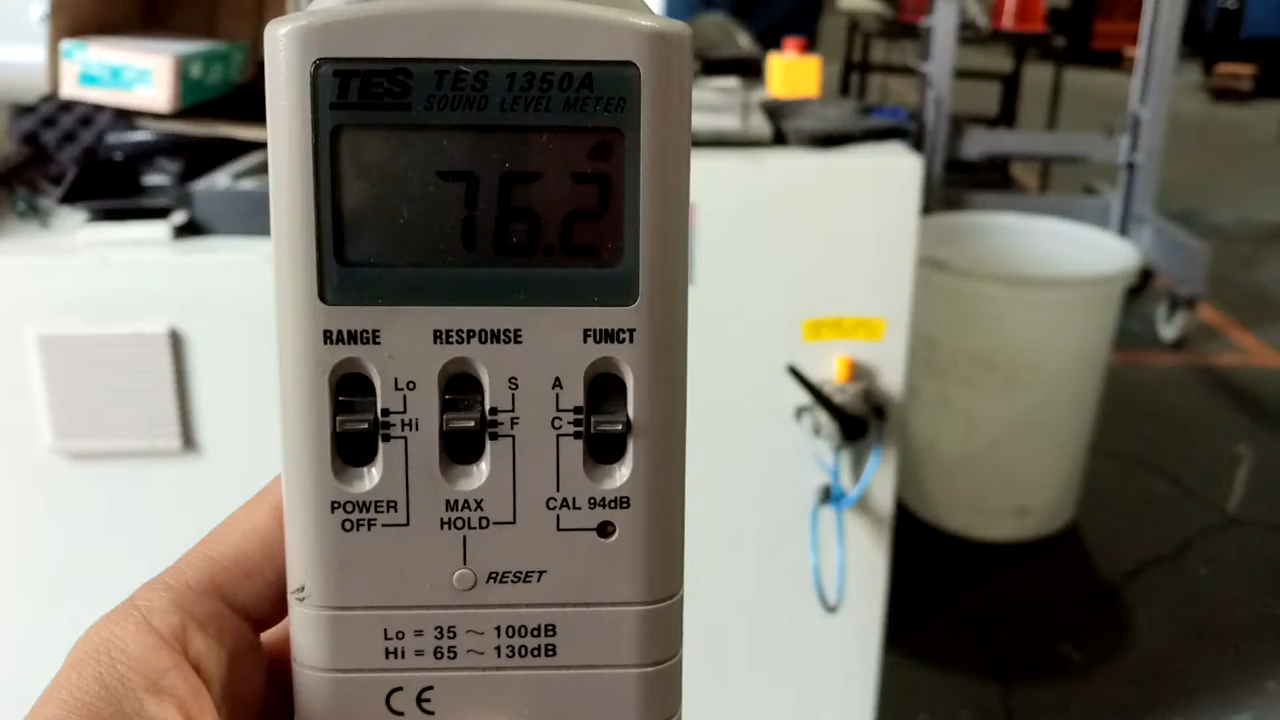 TES TES 1350A
SOUND LEVEL METER
dB
76.2
RANGE RESPONSE FUNCT
Lo S A
Hi F C
POWER OFF
MAX HOLD
CAL 94dB
RESET
Lo = 35 ~ 100dB
Hi = 65 ~ 130dB
CE